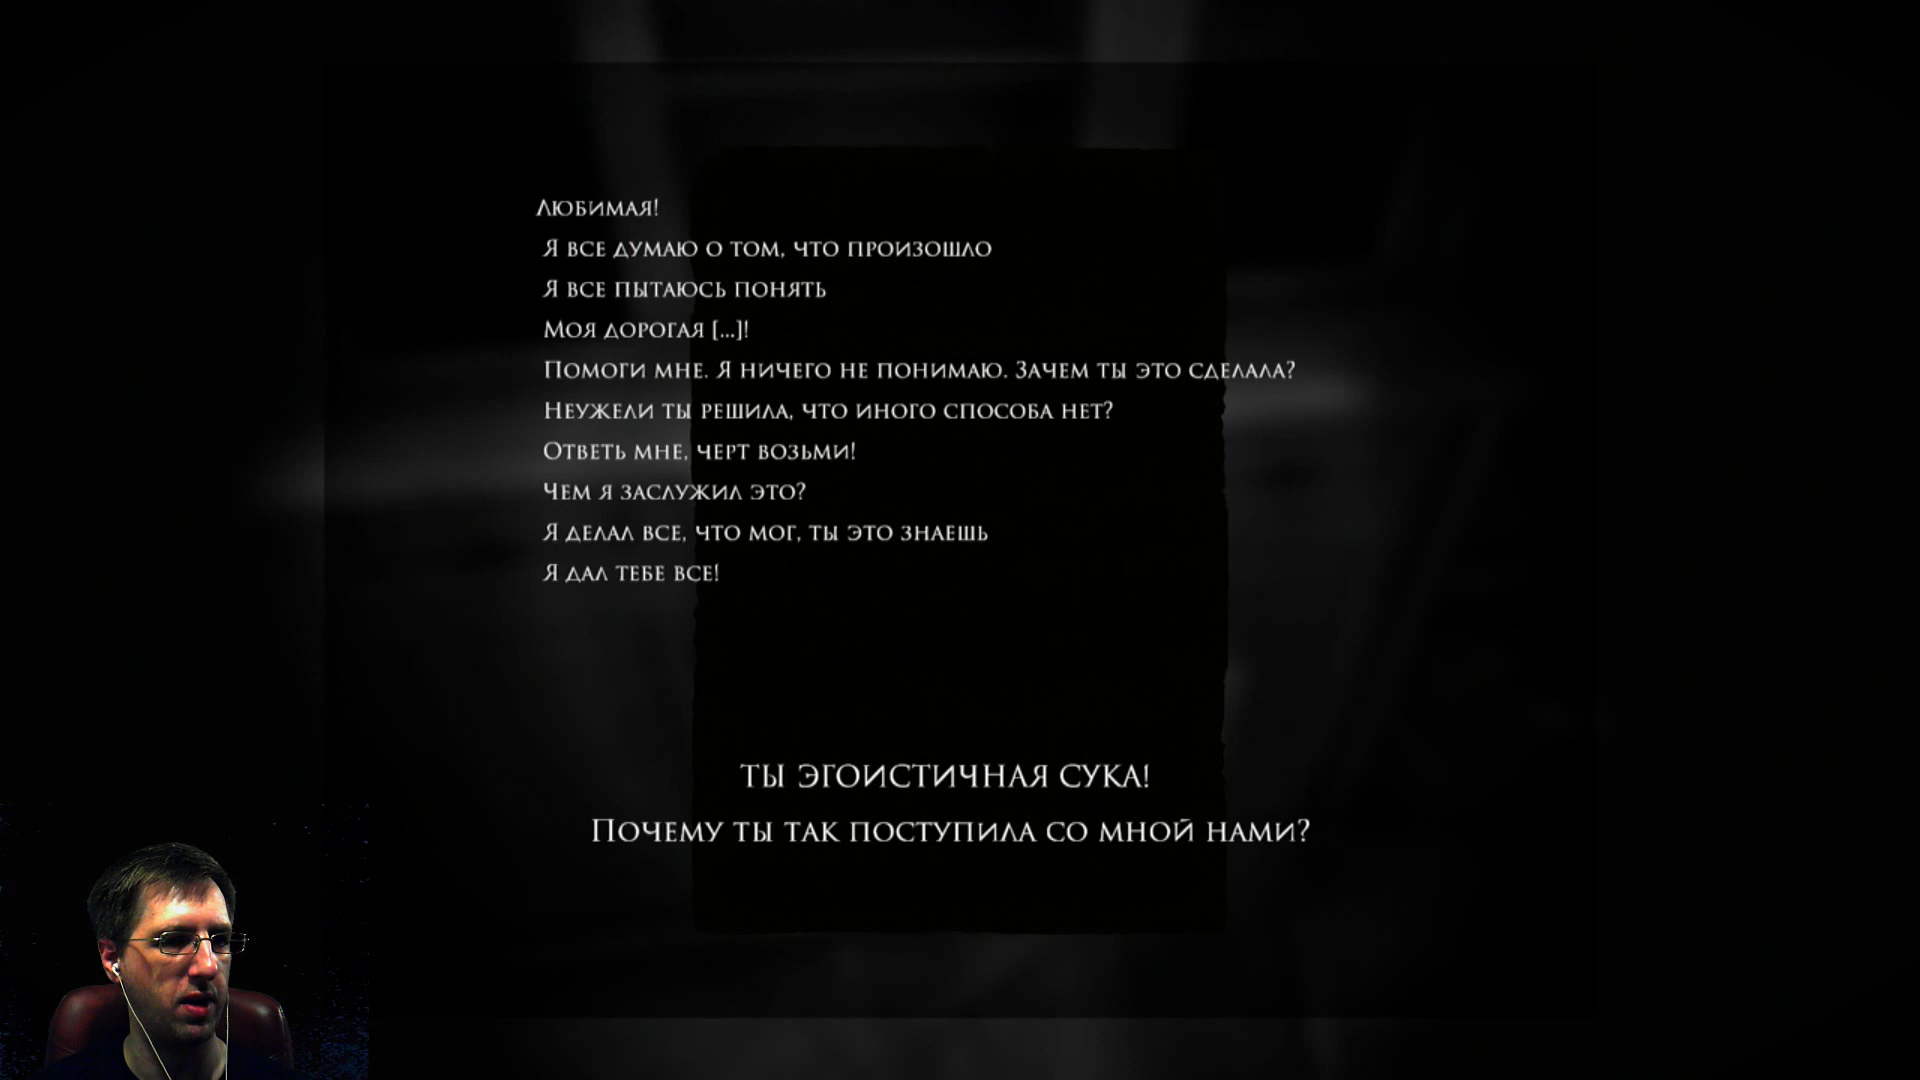 Любимая!
Я все думаю о том, что произошло
Я все пытаюсь понять
Моя дорогая [...]!
Помоги мне. Я ничего не понимаю. Зачем ты это сделала?
Неужели ты решила, что иного способа нет?
Ответь мне, черт возьми!
Чем я заслужил это?
Я делал все, что мог, ты это знаешь
Я дал тебе все!
ТЫ ЭГОИСТИЧНАЯ СУКА!
Почему ты так поступила со мной нами?